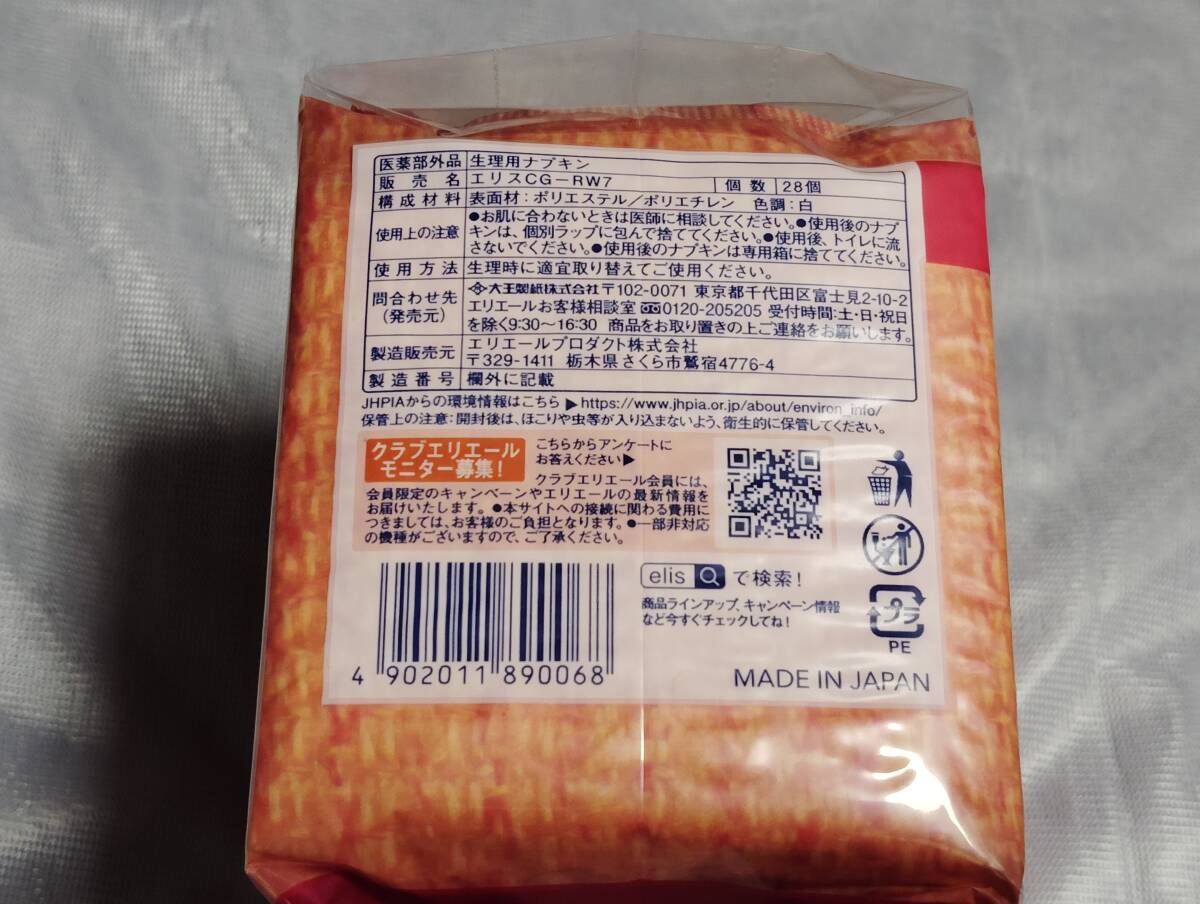 医薬部外品 生理用ナプキン
販売名 エリスCG-RW7 個数 28個
構成材料 表面材:ポリエステル/ポリエチレン 色調:白
使用上の注意 ●お肌に合わないときは医師に相談してください。●使用後のナプ
キンは、個別ラップに包んで捨ててください。●使用後、トイレに流
さないでください。●使用後のナプキンは専用箱に捨ててください。
使用方法 生理時に適宜取り替えてご使用ください。
問合わせ先
(発売元)
大王製紙株式会社 〒102-0071 東京都千代田区富士見2-10-2
エリエールお客様相談室 0120-205205 受付時間:土・日・祝日
を除く9:30〜16:30 商品をお取り置きの上ご連絡をお願いします。
製造販売元 エリエールプロダクト株式会社
〒329-1411 栃木県さくら市鷲宿4776-4
製造番号 欄外に記載
JHPIAからの環境情報はこちら▶https://www.jhpia.or.jp/about/environ_info/
保管上の注意:開封後は、ほこりや虫等が入り込まないよう、衛生的に保管してください。
クラブエリエール
モニター募集!
こちらからアンケートに
お答えください▶
クラブエリエール会員には、
会員限定のキャンペーンやエリエールの最新情報を
お届けいたします。●本サイトへの接続に関わる費用に
つきましては、お客様のご負担となります。●一部非対応
の機種がございますので、ご了承ください。
elis で検索!
商品ラインアップ、キャンペーン情報
など今すぐチェックしてね!
プラ
PE
4 902011 890068
MADE IN JAPAN